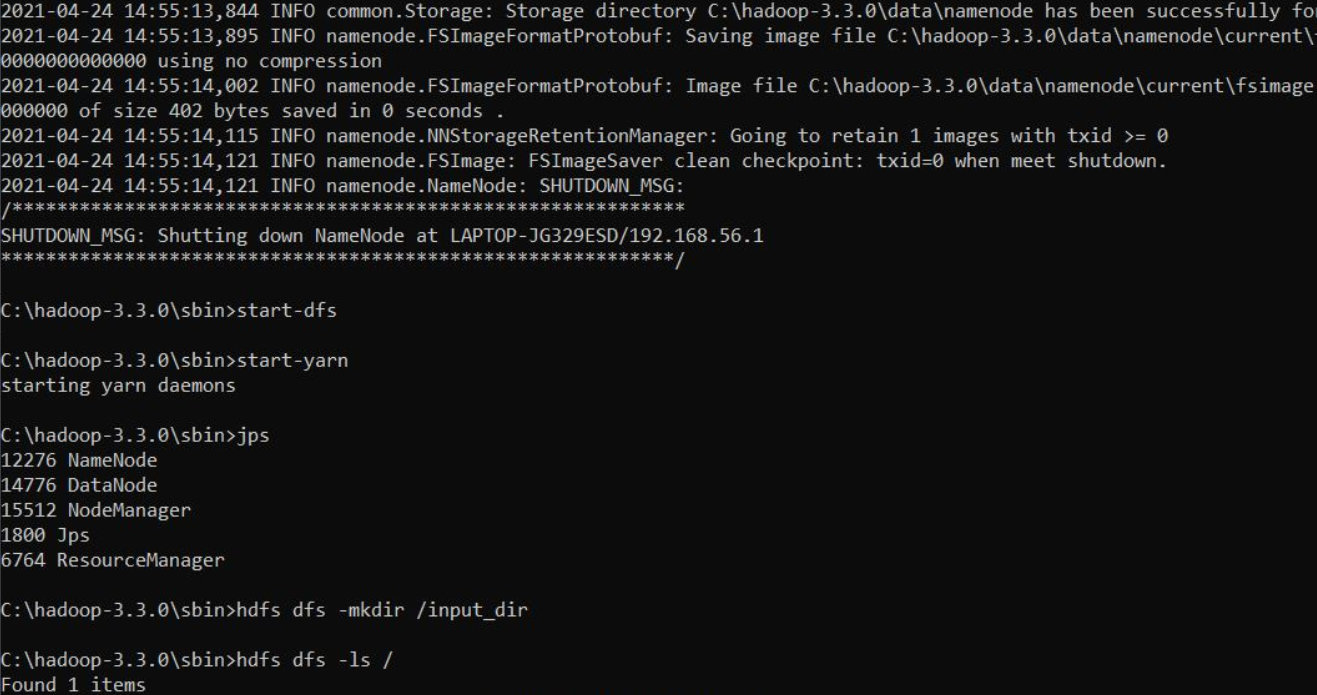 2021-04-24 14:55:13,844 INFO common.Storage: Storage directory C:\hadoop-3.3.0\data\namenode has been successfully
2021-04-24 14:55:13,895 INFO namenode.FSImageFormatProtobuf: Saving image file C:\hadoop-3.3.0\data\namenode\current\
0000000000000 using no compression
2021-04-24 14:55:14,002 INFO namenode.FSImageFormatProtobuf: Image file C:\hadoop-3.3.0\data\namenode\current\fsimage
000000 of size 402 bytes saved in 0 seconds .
2021-04-24 14:55:14,115 INFO namenode.NNStorageRetentionManager: Going to retain 1 images with txid >= 0
2021-04-24 14:55:14,121 INFO namenode.FSImage: FSImageSaver clean checkpoint: txid=0 when meet shutdown.
2021-04-24 14:55:14,121 INFO namenode.NameNode: SHUTDOWN_MSG:
/************************************************************
SHUTDOWN_MSG: Shutting down NameNode at LAPTOP-JG329ESD/192.168.56.1
************************************************************/
C:\hadoop-3.3.0\sbin>start-dfs
C:\hadoop-3.3.0\sbin>start-yarn
starting yarn daemons
C:\hadoop-3.3.0\sbin>jps
12276 NameNode
14776 DataNode
15512 NodeManager
1800 Jps
6764 ResourceManager
C:\hadoop-3.3.0\sbin>hdfs dfs -mkdir /input_dir
C:\hadoop-3.3.0\sbin>hdfs dfs -ls /
Found 1 items